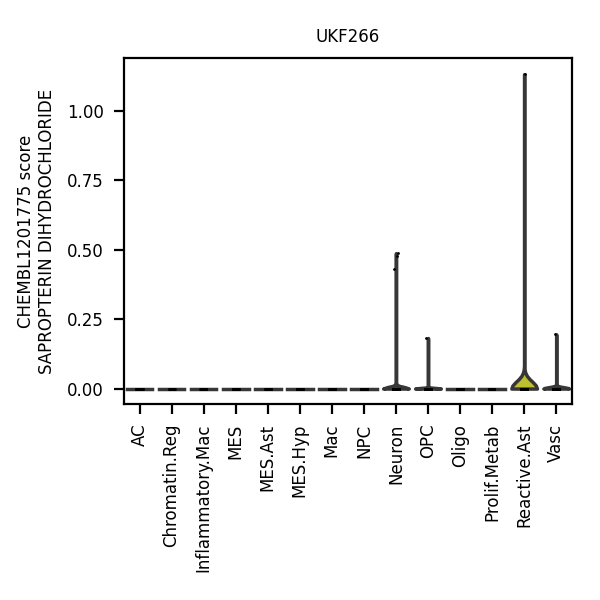 UKF266
CHEMBL1201775 score
SAPROPTERIN DIHYDROCHLORIDE
1.00
0.75
0.50
0.25
0.00
AC
Chromatin.Reg
Inflammatory.Mac
MES
MES.Ast
MES.Hyp
Mac
NPC
Neuron
OPC
Oligo
Prolif.Metab
Reactive.Ast
Vasc